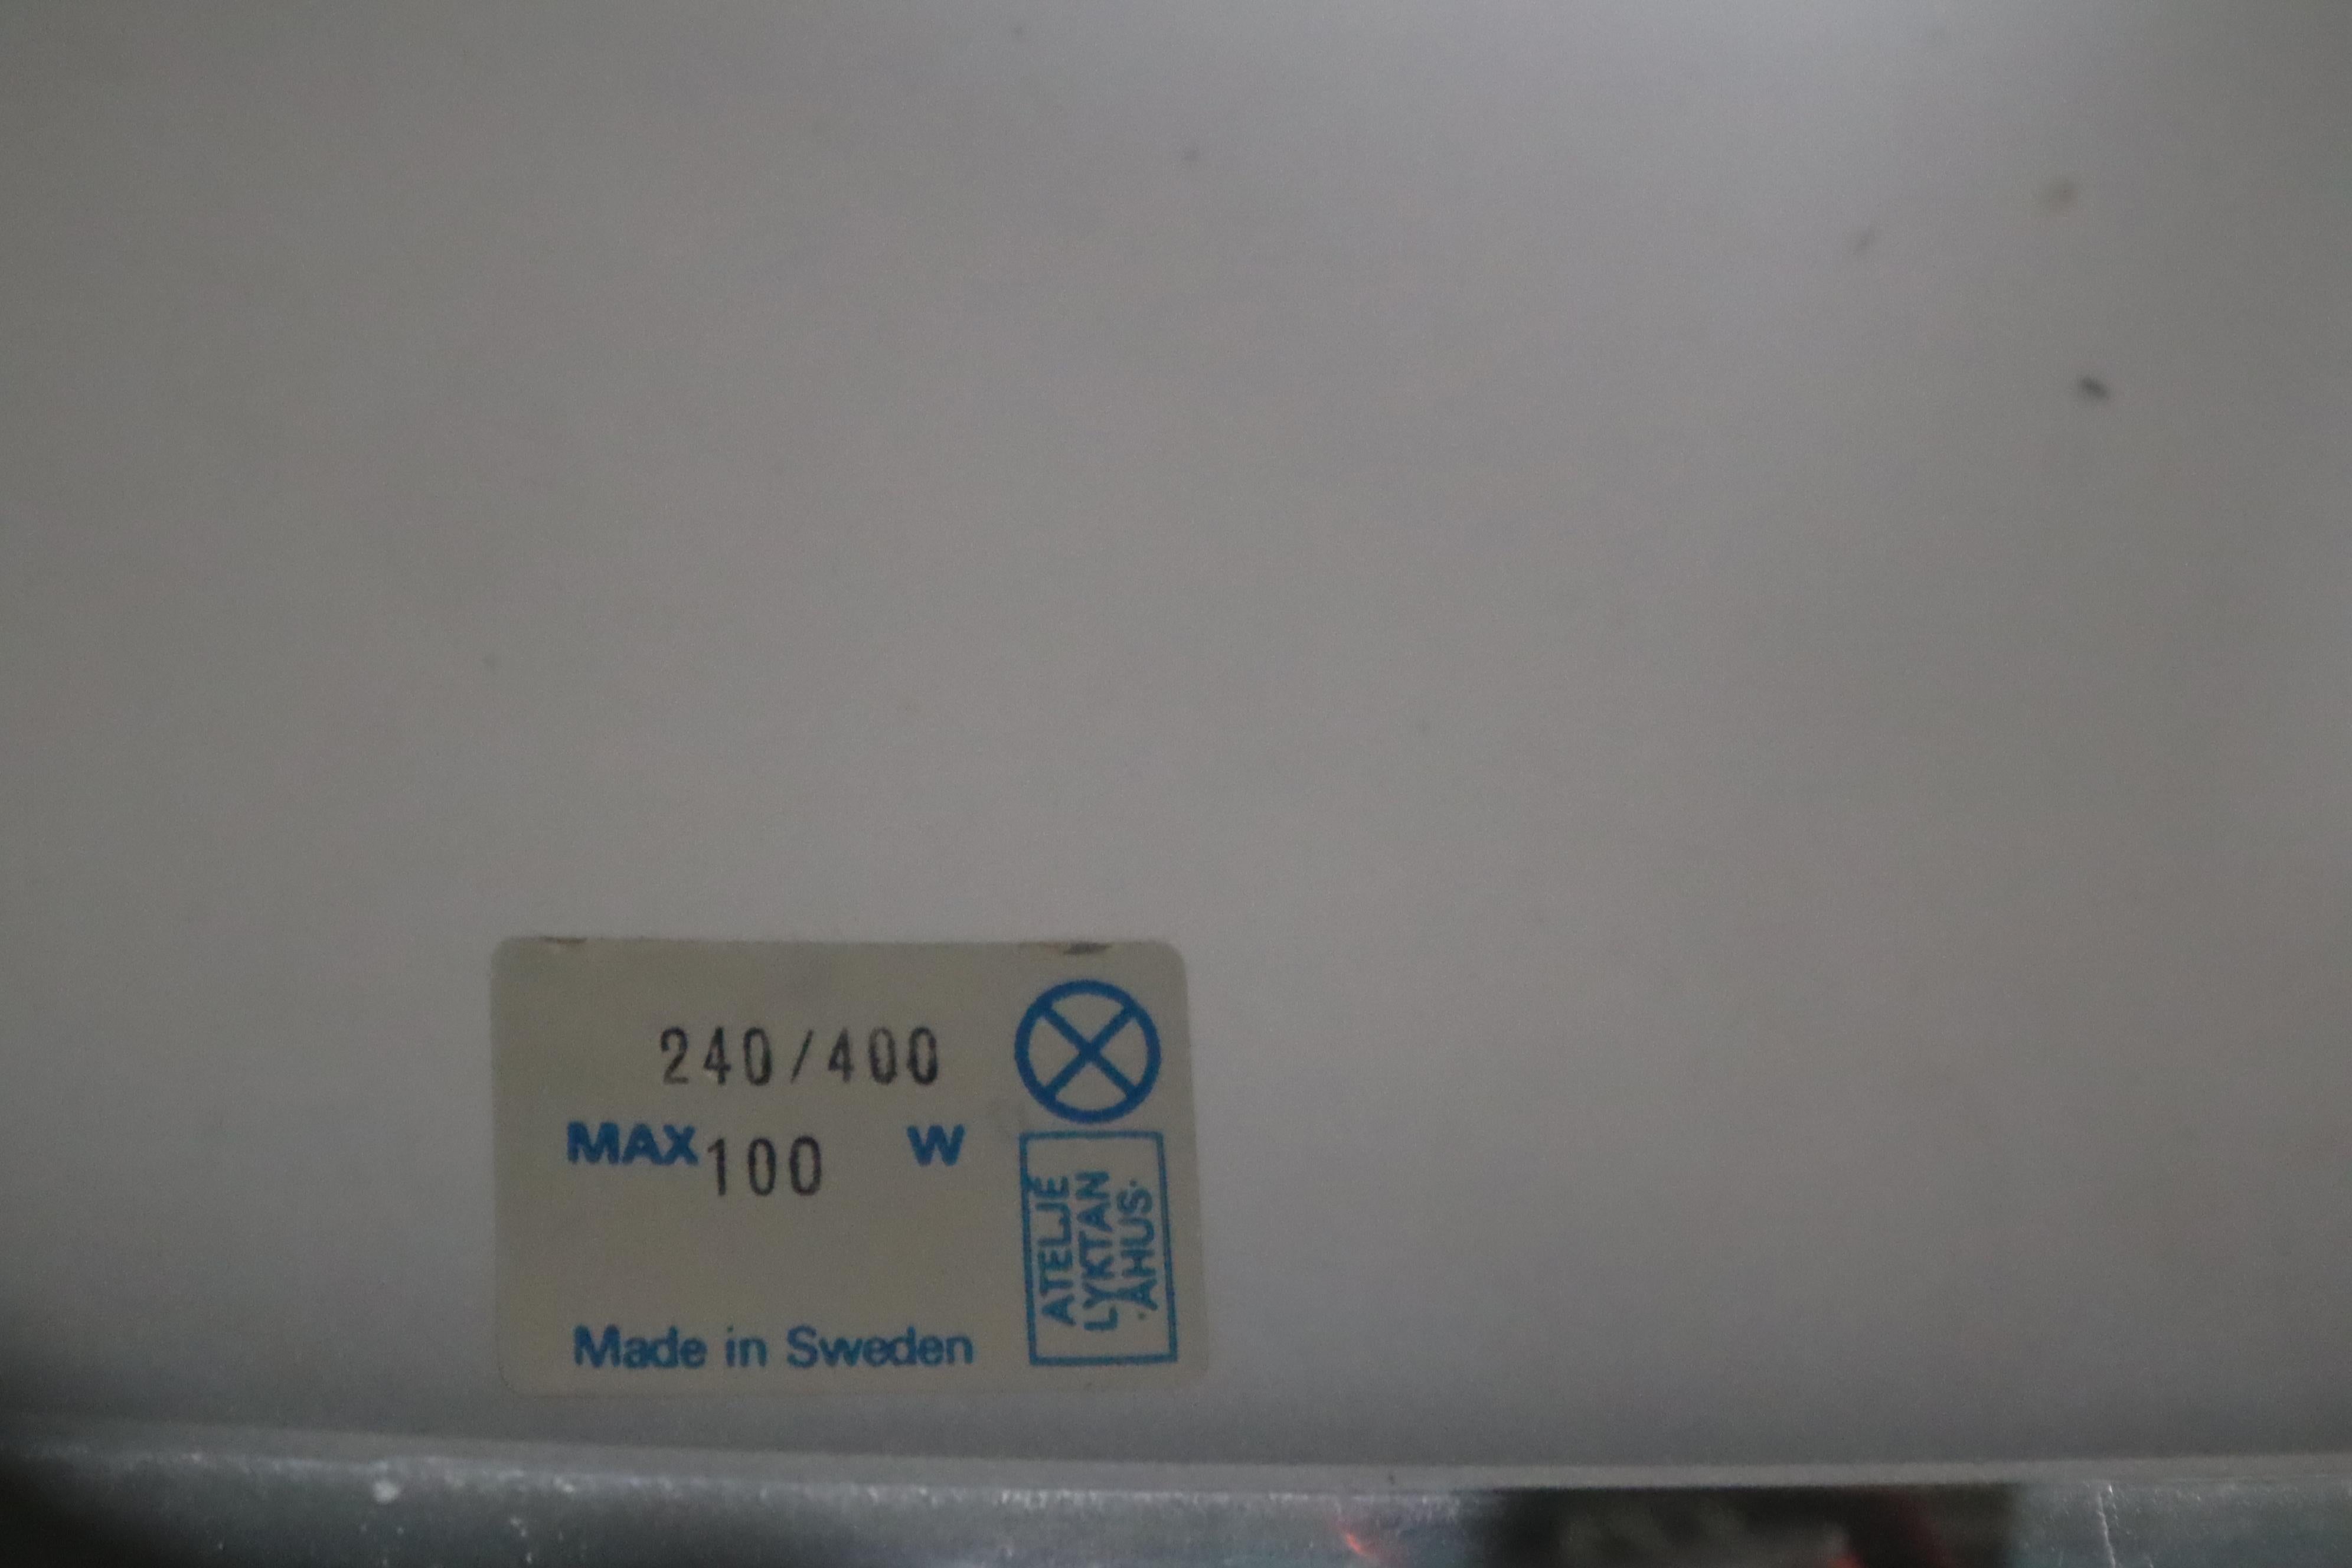 240/400
MAX 100 W
Made in Sweden
ATELJÉ
LYKTAN
·ÅHUS·